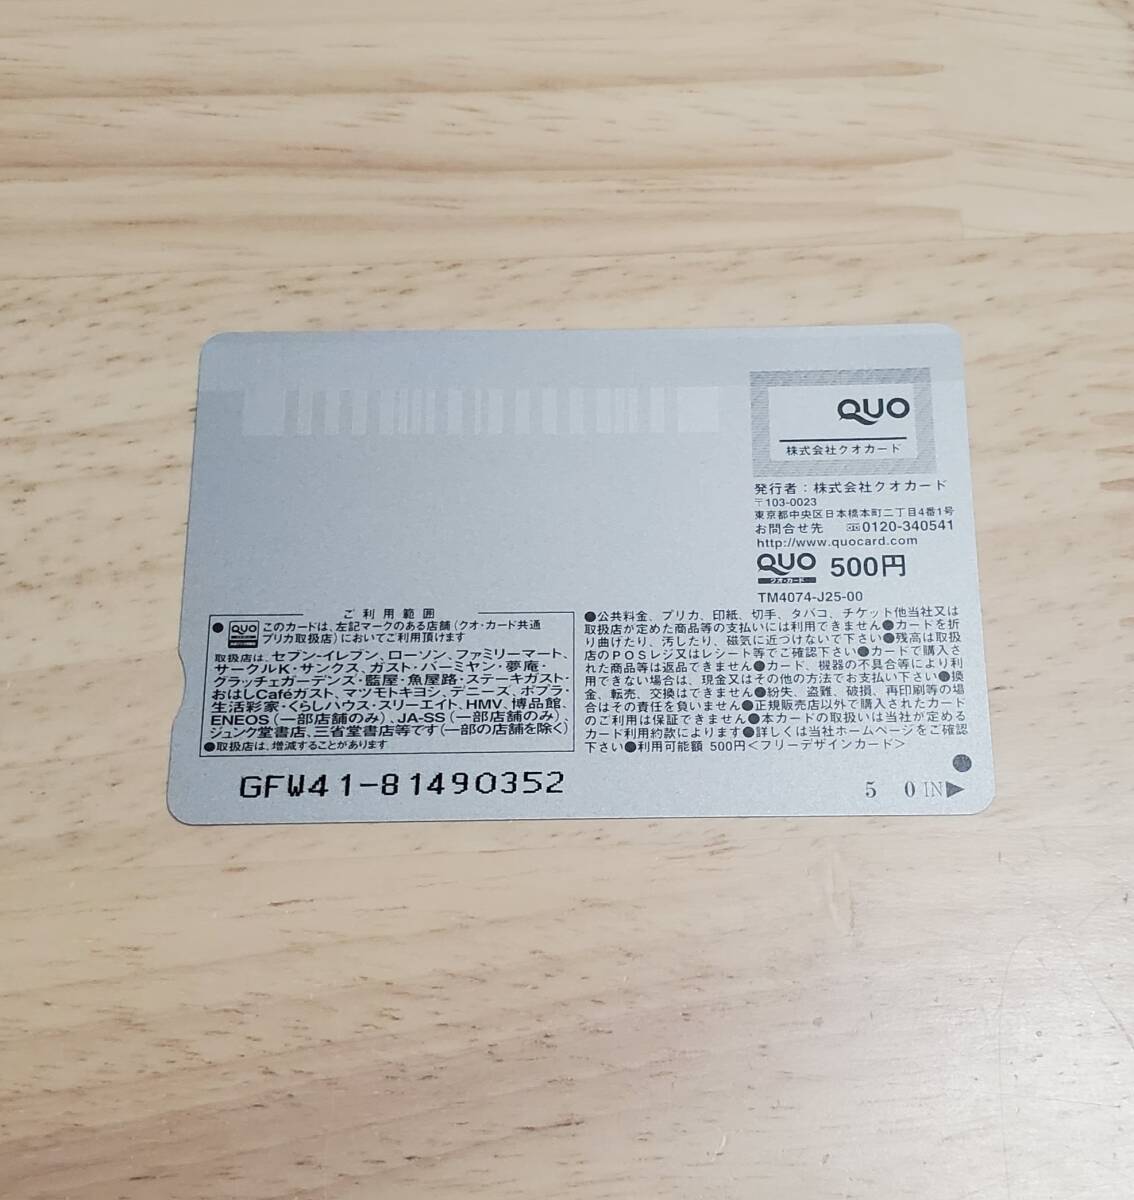 QUO
株式会社クオカード
発行者：株式会社クオカード
〒103-0023
東京都中央区日本橋本町二丁目4番1号
お問合せ先 0120-340541
http://www.quocard.com
QUO 500円
クオ・カード
TM4074-J25-00
ご利用範囲
●QUO このカードは、左記マークのある店舗（クオ・カード共通
プリカ取扱店）においてご利用頂けます
取扱店は、セブン-イレブン、ローソン、ファミリーマート、
サークルK・サンクス、ガスト・バーミヤン・夢庵・
グラッチェガーデンズ・藍屋・魚屋路・ステーキガスト・
おはしCaféガスト、マツモトキヨシ、デニーズ、ポプラ・
生活彩家・くらしハウス・スリーエイト、HMV、博品館、
ENEOS（一部店舗のみ）、JA-SS（一部店舗のみ）、
ジュンク堂書店、三省堂書店等です（一部の店舗を除く）
●取扱店は、増減することがあります
●公共料金、プリカ、印紙、切手、タバコ、チケット他当社又は
取扱店が定めた商品等の支払いには利用できません●カードを折
り曲げたり、汚したり、磁気に近づけないで下さい●残高は取扱
店のPOSレジ又はレシート等でご確認下さい●カードで購入さ
れた商品等は返品できません●カード、機器の不具合等により利
用できない場合は、現金又はその他の方法でお支払い下さい●換
金、転売、交換はできません●紛失、盗難、破損、再印刷等の場
合はその責任を負いません●正規販売店以外で購入されたカード
のご利用は保証できません●本カードの取扱いは当社が定める
カード利用約款によります●詳しくは当社ホームページをご確認
下さい●利用可能額 500円＜フリーデザインカード＞
GFW41-81490352
5 0 IN▶